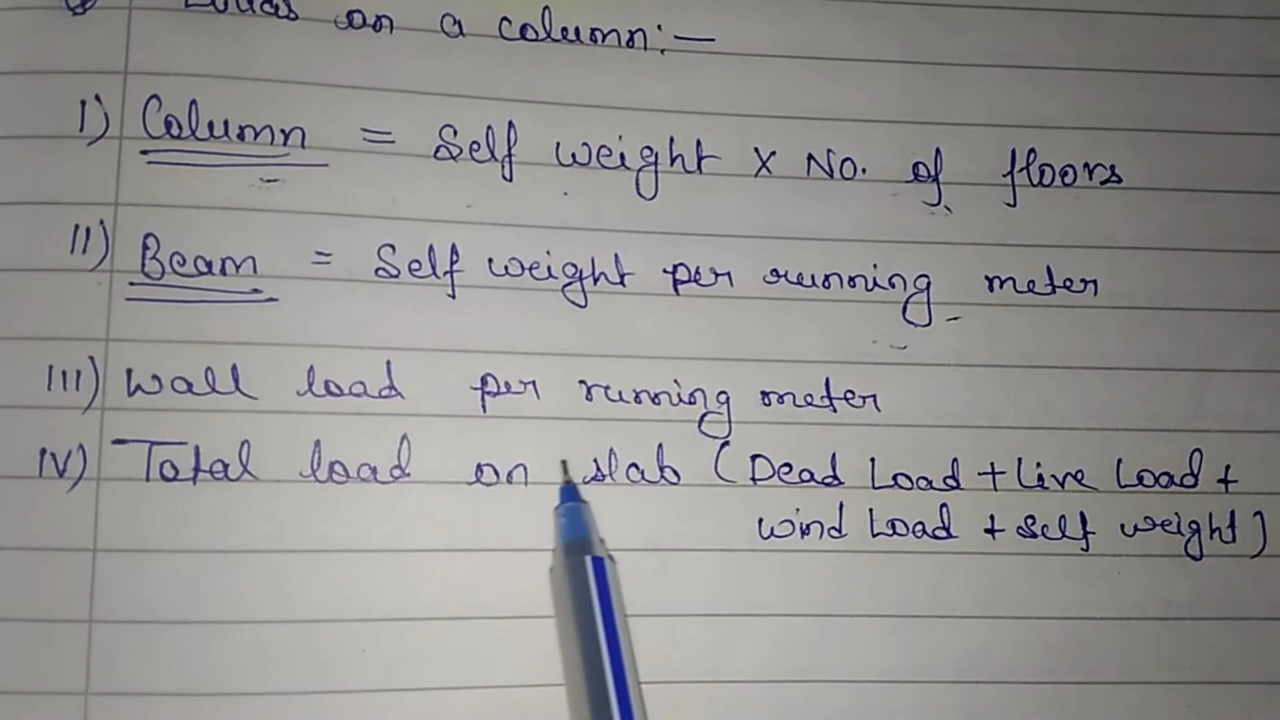 Loads on a column:—
I) Column = Self weight x No. of floors
II) Beam = Self weight per running meter
III) Wall load per running meter
IV) Total load on slab (Dead Load + Live Load +
wind Load + self weight)